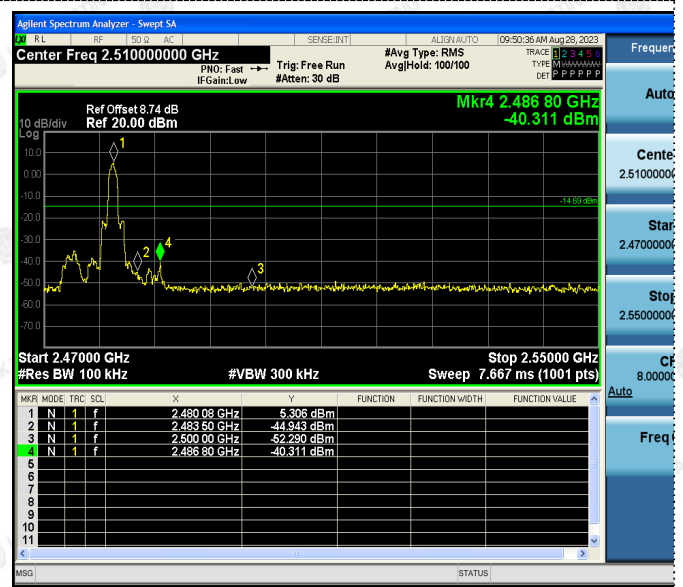 Agilent Spectrum Analyzer - Swept SA
LXI RL RF 50 Ω AC SENSE:INT ALIGNAUTO 09:50:36 AM Aug 28, 2023
Center Freq 2.510000000 GHz
PNO: Fast
IFGain:Low
Trig: Free Run
#Atten: 30 dB
#Avg Type: RMS
Avg|Hold: 100/100
TRACE 1 2 3 4 5 6
TYPE M
DET P P P P P P
Mkr4 2.486 80 GHz
-40.311 dBm
Ref Offset 8.74 dB
10 dB/div Ref 20.00 dBm
Log
10.0
0.00
-10.0
-20.0
-30.0
-40.0
-50.0
-60.0
-70.0
1
2
4
3
-14.69 dBm
Start 2.47000 GHz Stop 2.55000 GHz
#Res BW 100 kHz #VBW 300 kHz Sweep 7.667 ms (1001 pts)
MKR MODE TRC SCL X Y FUNCTION FUNCTION WIDTH FUNCTION VALUE
1 N 1 f 2.480 08 GHz 5.306 dBm
2 N 1 f 2.483 50 GHz -44.943 dBm
3 N 1 f 2.500 00 GHz -52.290 dBm
4 N 1 f 2.486 80 GHz -40.311 dBm
5
6
7
8
9
10
11
MSG STATUS
Frequen
Auto
Cente
2.5100000
Star
2.4700000
Sto
2.5500000
CF
8.0000
Auto
Freq